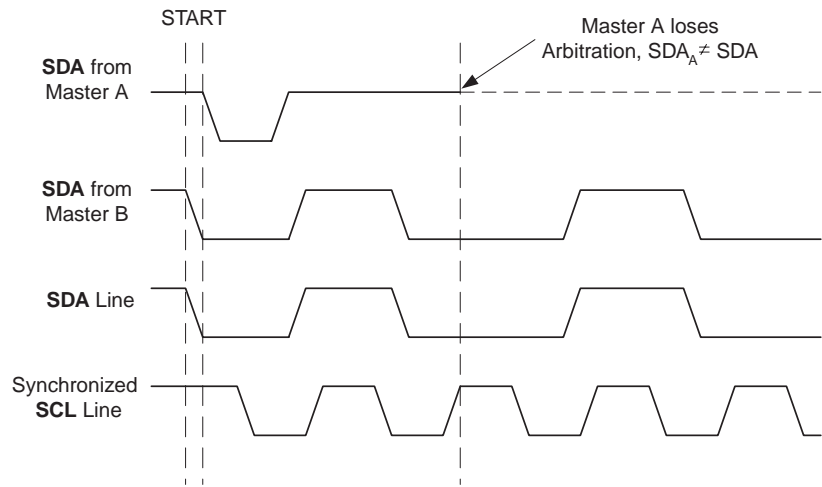 START
Master A loses
Arbitration, SDA_A ≠ SDA
SDA from
Master A
SDA from
Master B
SDA Line
Synchronized
SCL Line